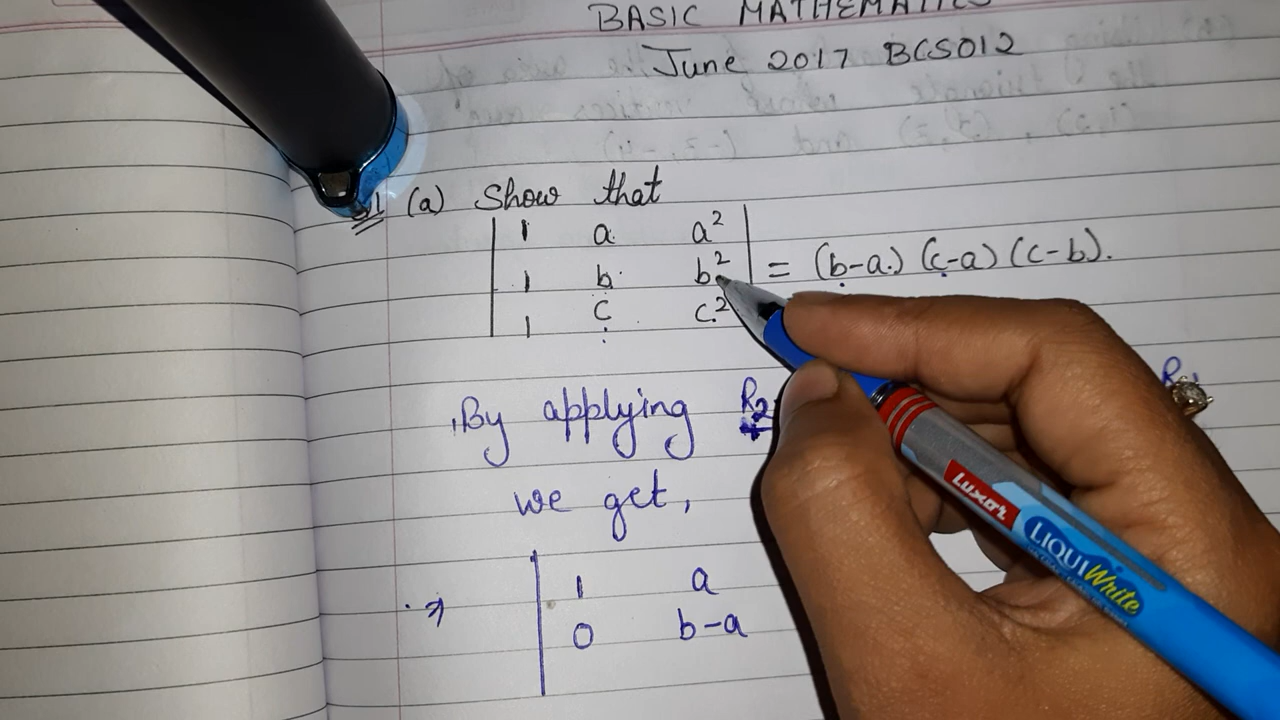 BASIC MATHEMATICS
June 2017 BCS012
Q1 (a) Show that
1 a a²
1 b b² = (b-a) (c-a) (c-b).
1 c c²
By applying R2
we get,
⇒ 1 a
0 b-a
Luxor
LIQUIWrite